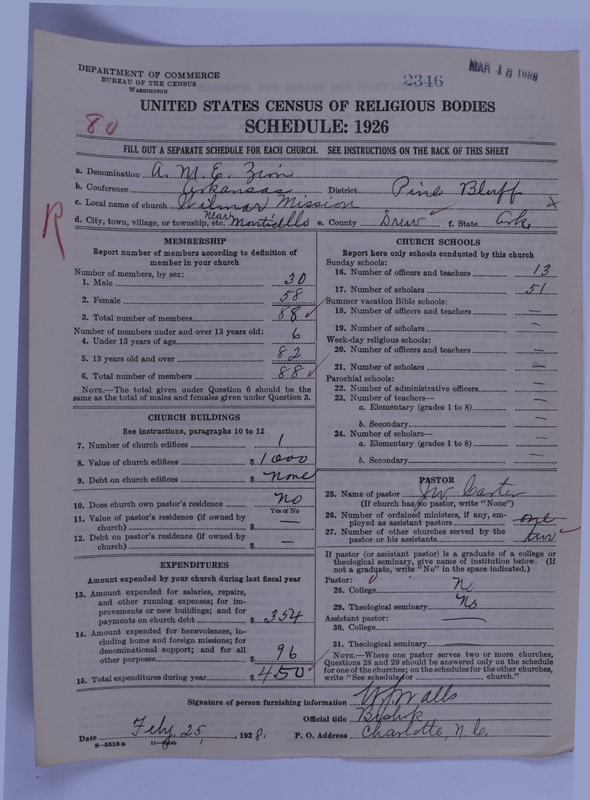 DEPARTMENT OF COMMERCE
BUREAU OF THE CENSUS
WASHINGTON
2346
MAR 15 1928
UNITED STATES CENSUS OF RELIGIOUS BODIES
80
SCHEDULE: 1926
FILL OUT A SEPARATE SCHEDULE FOR EACH CHURCH. SEE INSTRUCTIONS ON THE BACK OF THIS SHEET
a. Denomination A. M. E. Zion
b. Conference Arkansas District Pine Bluff
c. Local name of church Wilmar Mission x
R
d. City, town, village, or township, etc. Near Monticello e. County Drew f. State Ark.
MEMBERSHIP
Report number of members according to definition of
member in your church
Number of members, by sex:
1. Male 30
2. Female 58
3. Total number of members 88
Number of members under and over 13 years old:
4. Under 13 years of age 6
5. 13 years old and over 82
6. Total number of members 88
NOTE.—The total given under Question 6 should be
same as the total of males and females given under Question 3.
CHURCH BUILDINGS
See instructions, paragraphs 10 to 12
7. Number of church edifices 1
8. Value of church edifices $ 1000
9. Debt on church edifices $ None
10. Does church own pastor's residence No
Yes or No
11. Value of pastor's residence (if owned by
church) $ —
12. Debt on pastor's residence (if owned by
church) $ —
EXPENDITURES
Amount expended by your church during last fiscal year
13. Amount expended for salaries, repairs,
and other running expenses; for im-
provements or new buildings; and for
payments on church debt $ 354
14. Amount expended for benevolences, in-
cluding home and foreign missions; for
denominational support; and for all
other purposes $ 96
15. Total expenditures during year $ 450
CHURCH SCHOOLS
Report here only schools conducted by this church
Sunday schools:
16. Number of officers and teachers 13
17. Number of scholars 51
Summer vacation Bible schools:
18. Number of officers and teachers —
19. Number of scholars —
Week-day religious schools:
20. Number of officers and teachers —
21. Number of scholars —
Parochial schools:
22. Number of administrative officers —
23. Number of teachers—
a. Elementary (grades 1 to 8) —
b. Secondary —
24. Number of scholars—
a. Elementary (grades 1 to 8) —
b. Secondary —
PASTOR
25. Name of pastor J W Carter
(If church has no pastor, write "None")
26. Number of ordained ministers, if any, em-
ployed as assistant pastors one
27. Number of other churches served by the
pastor or his assistants two
If pastor (or assistant pastor) is a graduate of a college or
theological seminary, give name of institution below. (If
not a graduate, write "No" in the space indicated.)
Pastor:
28. College No
29. Theological seminary No
Assistant pastor:
30. College
31. Theological seminary
NOTE.—Where one pastor serves two or more churches,
Questions 28 and 29 should be answered only on the schedule
for one of the churches; on the schedules for the other churches,
write "See schedule for church."
Signature of person furnishing information W J Walls
Official title Bishop
Date Feby 25, 1928. P. O. Address Charlotte, N. C.